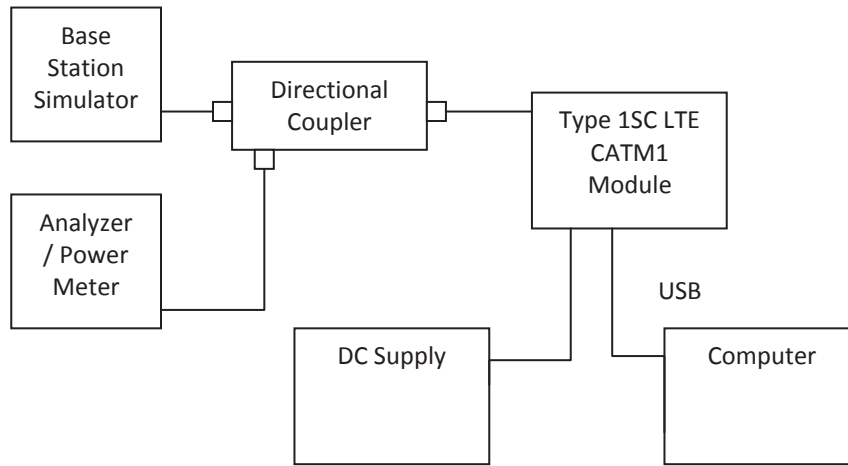 Base
Station
Simulator
Directional
Coupler
Type 1SC LTE
CATM1
Module
Analyzer
/ Power
Meter
USB
DC Supply
Computer